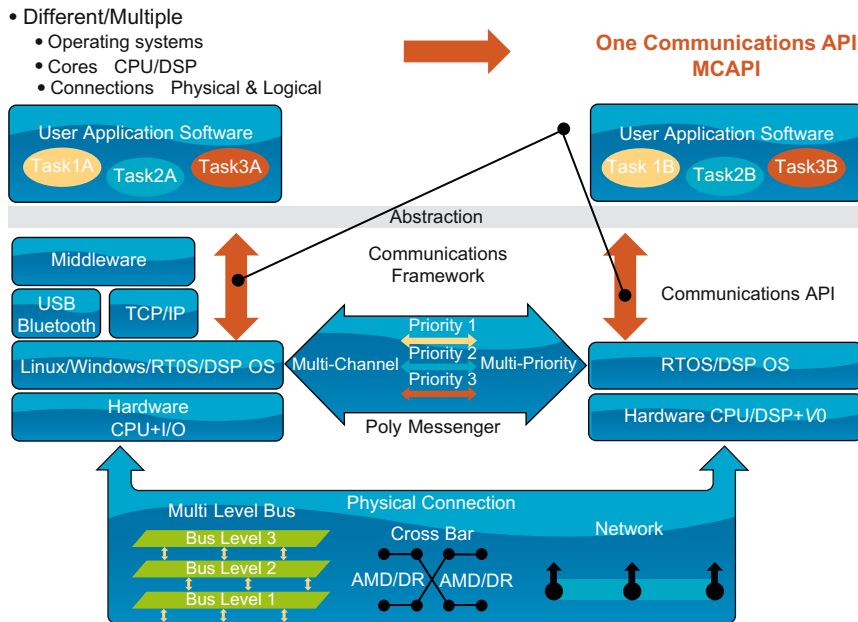 • Different/Multiple
• Operating systems
• Cores CPU/DSP
• Connections Physical & Logical
One Communications API
MCAPI
User Application Software
Task1A
Task2A
Task3A
User Application Software
Task 1B
Task2B
Task3B
Abstraction
Middleware
USB
Bluetooth
TCP/IP
Communications
Framework
Communications API
Linux/Windows/RT0S/DSP OS
Multi-Channel
Priority 1
Priority 2
Priority 3
Multi-Priority
RTOS/DSP OS
Hardware
CPU+I/O
Poly Messenger
Hardware CPU/DSP+V0
Physical Connection
Multi Level Bus
Bus Level 3
Bus Level 2
Bus Level 1
Cross Bar
AMD/DR
AMD/DR
Network